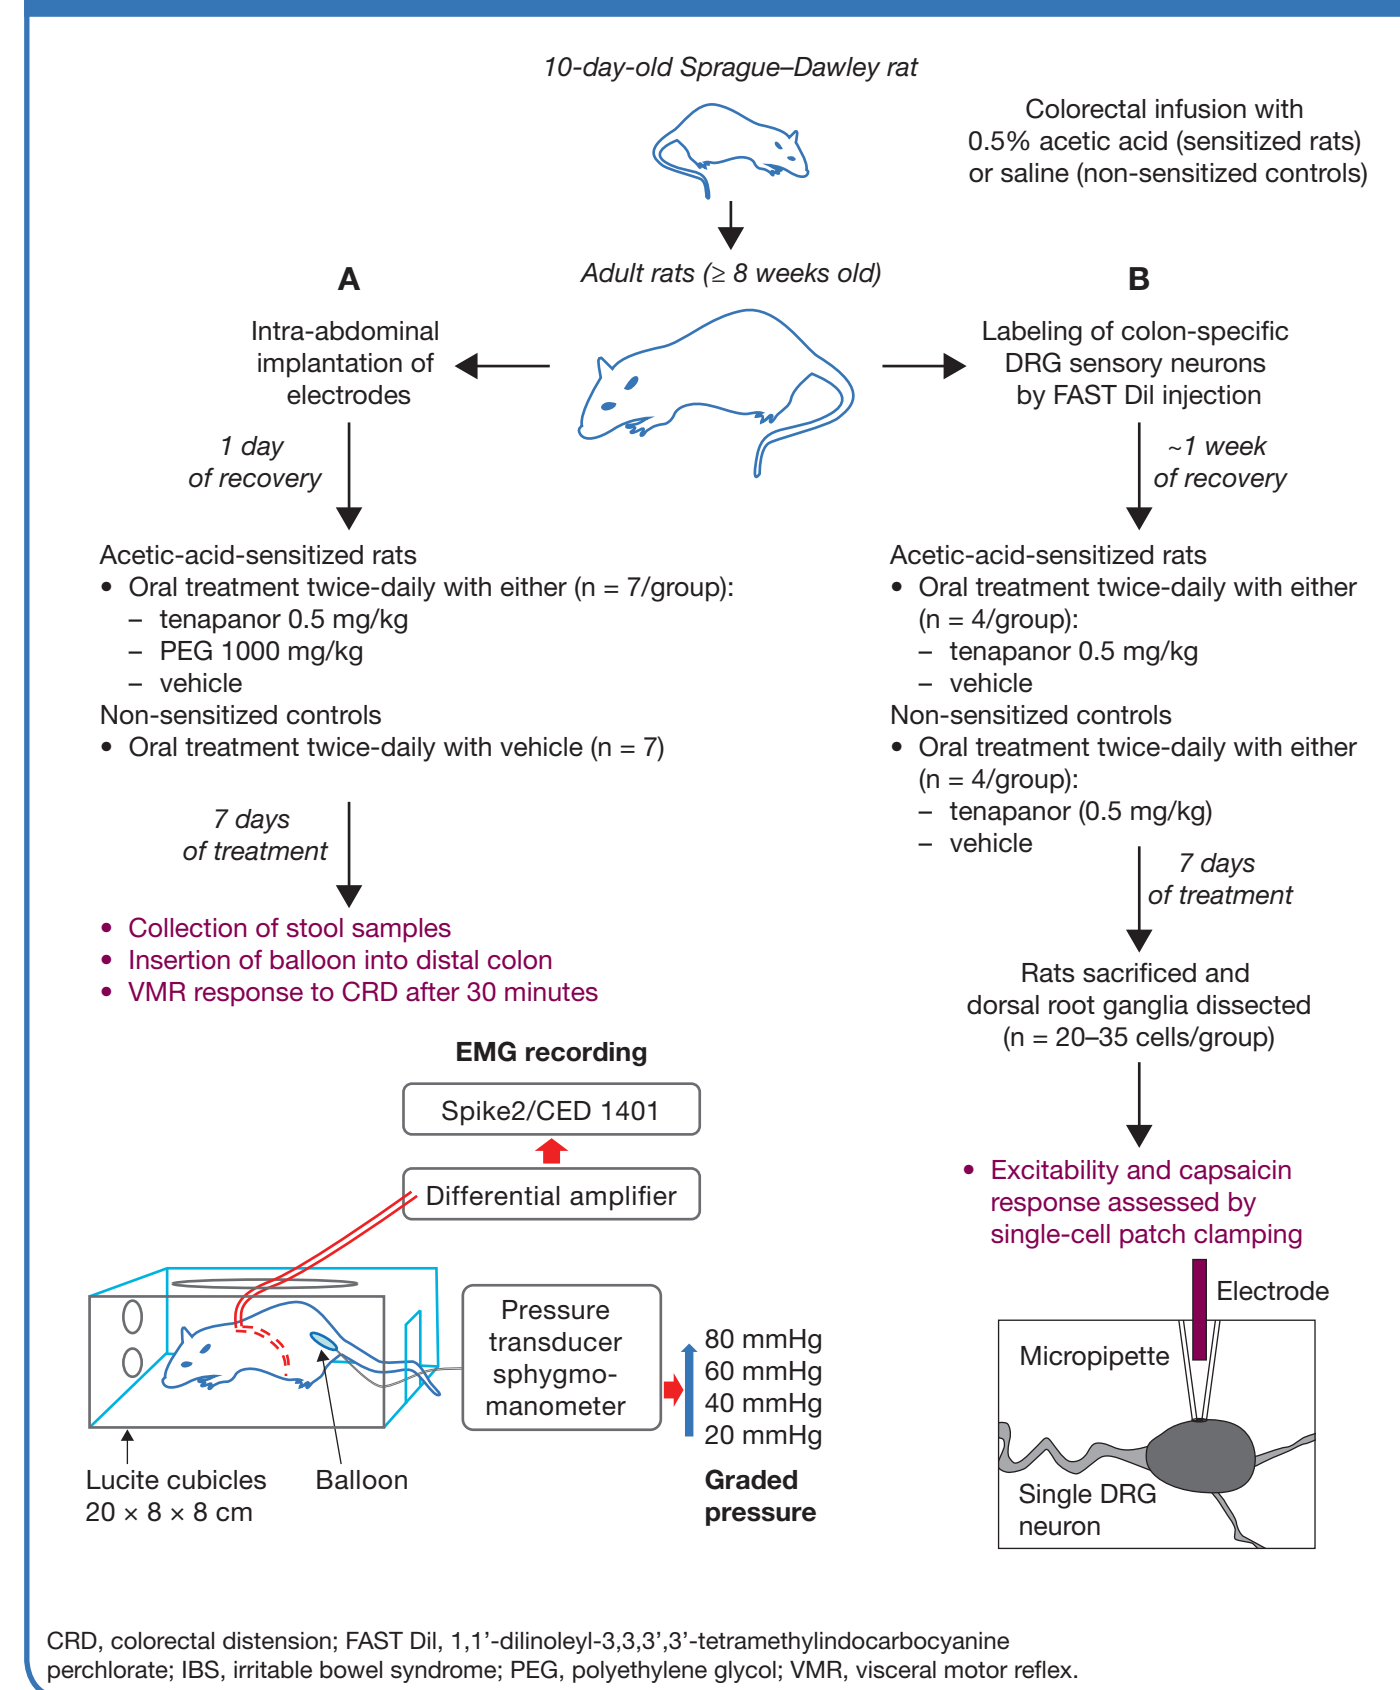 10-day-old Sprague–Dawley rat
Colorectal infusion with
0.5% acetic acid (sensitized rats)
or saline (non-sensitized controls)
Adult rats (≥ 8 weeks old)
A
Intra-abdominal
implantation of
electrodes
1 day
of recovery
Acetic-acid-sensitized rats
• Oral treatment twice-daily with either (n = 7/group):
– tenapanor 0.5 mg/kg
– PEG 1000 mg/kg
– vehicle
Non-sensitized controls
• Oral treatment twice-daily with vehicle (n = 7)
7 days
of treatment
• Collection of stool samples
• Insertion of balloon into distal colon
• VMR response to CRD after 30 minutes
EMG recording
Spike2/CED 1401
Differential amplifier
Pressure
transducer
sphygmo-
manometer
80 mmHg
60 mmHg
40 mmHg
20 mmHg
Graded
pressure
Lucite cubicles
20 × 8 × 8 cm
Balloon
B
Labeling of colon-specific
DRG sensory neurons
by FAST Dil injection
~1 week
of recovery
Acetic-acid-sensitized rats
• Oral treatment twice-daily with either
(n = 4/group):
– tenapanor 0.5 mg/kg
– vehicle
Non-sensitized controls
• Oral treatment twice-daily with either
(n = 4/group):
– tenapanor (0.5 mg/kg)
– vehicle
7 days
of treatment
Rats sacrificed and
dorsal root ganglia dissected
(n = 20–35 cells/group)
• Excitability and capsaicin
response assessed by
single-cell patch clamping
Electrode
Micropipette
Single DRG
neuron
CRD, colorectal distension; FAST Dil, 1,1’-dilinoleyl-3,3,3’,3’-tetramethylindocarbocyanine
perchlorate; IBS, irritable bowel syndrome; PEG, polyethylene glycol; VMR, visceral motor reflex.